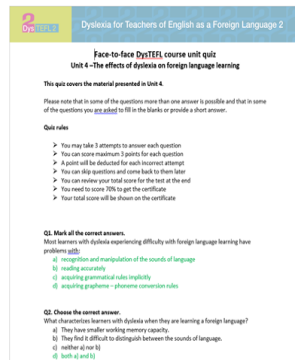 2
DysTEFL2
Dyslexia for Teachers of English as a Foreign Language 2
Face-to-face DysTEFL course unit quiz
Unit 4 –The effects of dyslexia on foreign language learning
This quiz covers the material presented in Unit 4.
Please note that in some of the questions more than one answer is possible and that in some
of the questions you are asked to fill in the blanks or provide a short answer.
Quiz rules
➢ You may take 3 attempts to answer each question
➢ You can score maximum 3 points for each question
➢ A point will be deducted for each incorrect attempt
➢ You can skip questions and come back to them later
➢ You can review your total score for the test at the end
➢ You need to score 70% to get the certificate
➢ Your total score will be shown on the certificate
Q1. Mark all the correct answers.
Most learners with dyslexia experiencing difficulty with foreign language learning have
problems with:
a) recognition and manipulation of the sounds of language
b) reading accurately
c) acquiring grammatical rules implicitly
d) acquiring grapheme – phoneme conversion rules
Q2. Choose the correct answer.
What characterizes learners with dyslexia when they are learning a foreign language?
a) They have smaller working memory capacity.
b) They find it difficult to distinguish between the sounds of language.
c) neither a) nor b)
d) both a) and b)